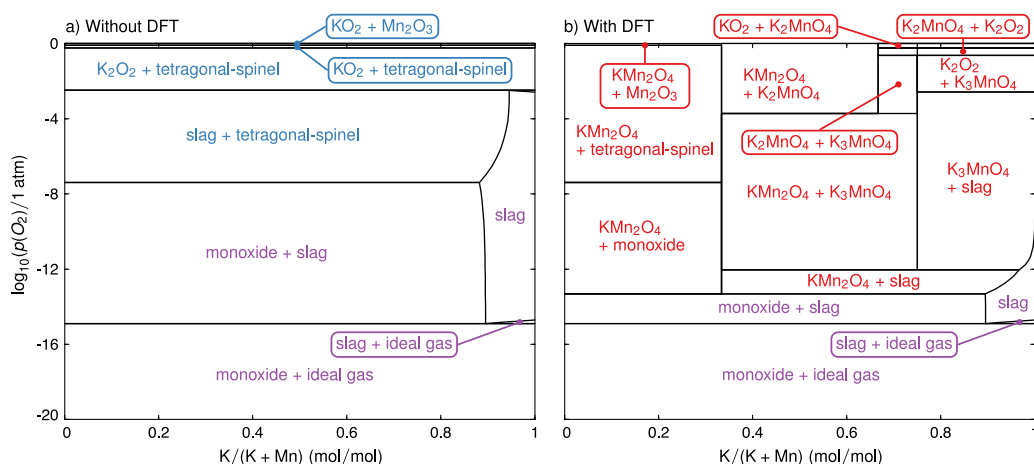 a) Without DFT
KO₂ + Mn₂O₃
K₂O₂ + tetragonal-spinel
KO₂ + tetragonal-spinel
slag + tetragonal-spinel
slag
monoxide + slag
slag + ideal gas
monoxide + ideal gas
0
-4
-8
-12
-16
-20
log₁₀(p(O₂)/1 atm)
0
0.2
0.4
0.6
0.8
1
K/(K + Mn) (mol/mol)
b) With DFT
KO₂ + K₂MnO₄
K₂MnO₄ + K₂O₂
KMn₂O₄
+ Mn₂O₃
KMn₂O₄
+ K₂MnO₄
K₂O₂
+ K₃MnO₄
KMn₂O₄
+ tetragonal-spinel
K₂MnO₄ + K₃MnO₄
KMn₂O₄ + K₃MnO₄
K₃MnO₄
+ slag
KMn₂O₄
+ monoxide
KMn₂O₄ + slag
monoxide + slag
slag
slag + ideal gas
monoxide + ideal gas
0
0.2
0.4
0.6
0.8
1
K/(K + Mn) (mol/mol)